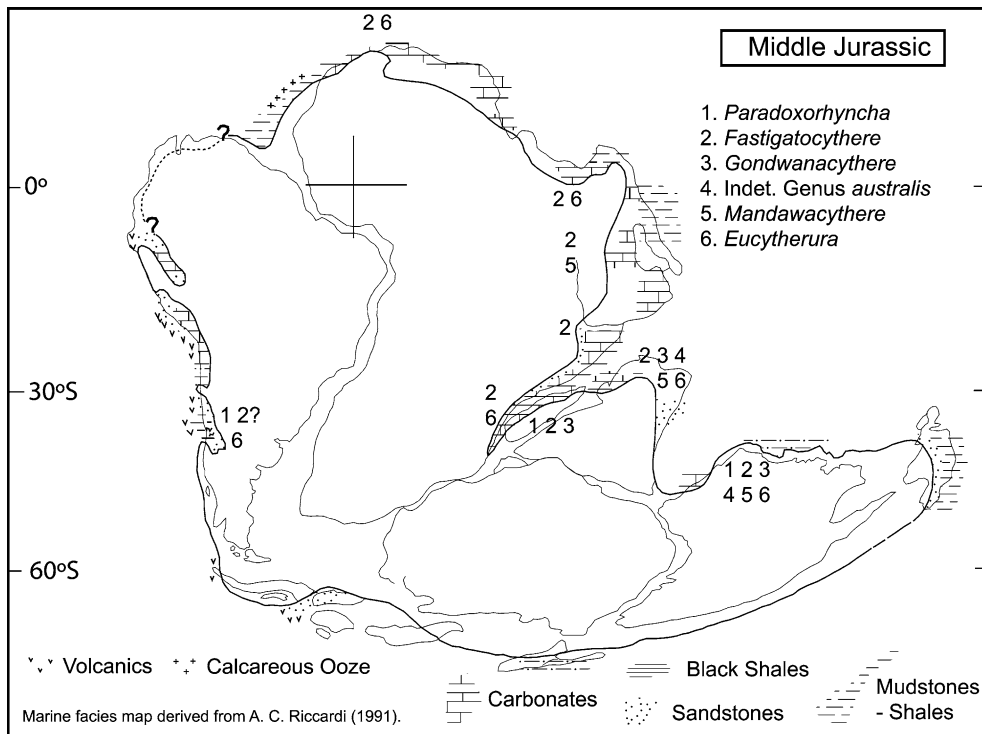 2 6
Middle Jurassic
1. Paradoxorhyncha
2. Fastigatocythere
3. Gondwanacythere
4. Indet. Genus australis
5. Mandawacythere
6. Eucytherura
?
0º
2 6
?
2
5
2
2 3 4
5 6
30ºS
2
6
1 2?
6
1 2 3
1 2 3
4 5 6
60ºS
Volcanics
Calcareous Ooze
Black Shales
Carbonates
Sandstones
Mudstones
- Shales
Marine facies map derived from A. C. Riccardi (1991).